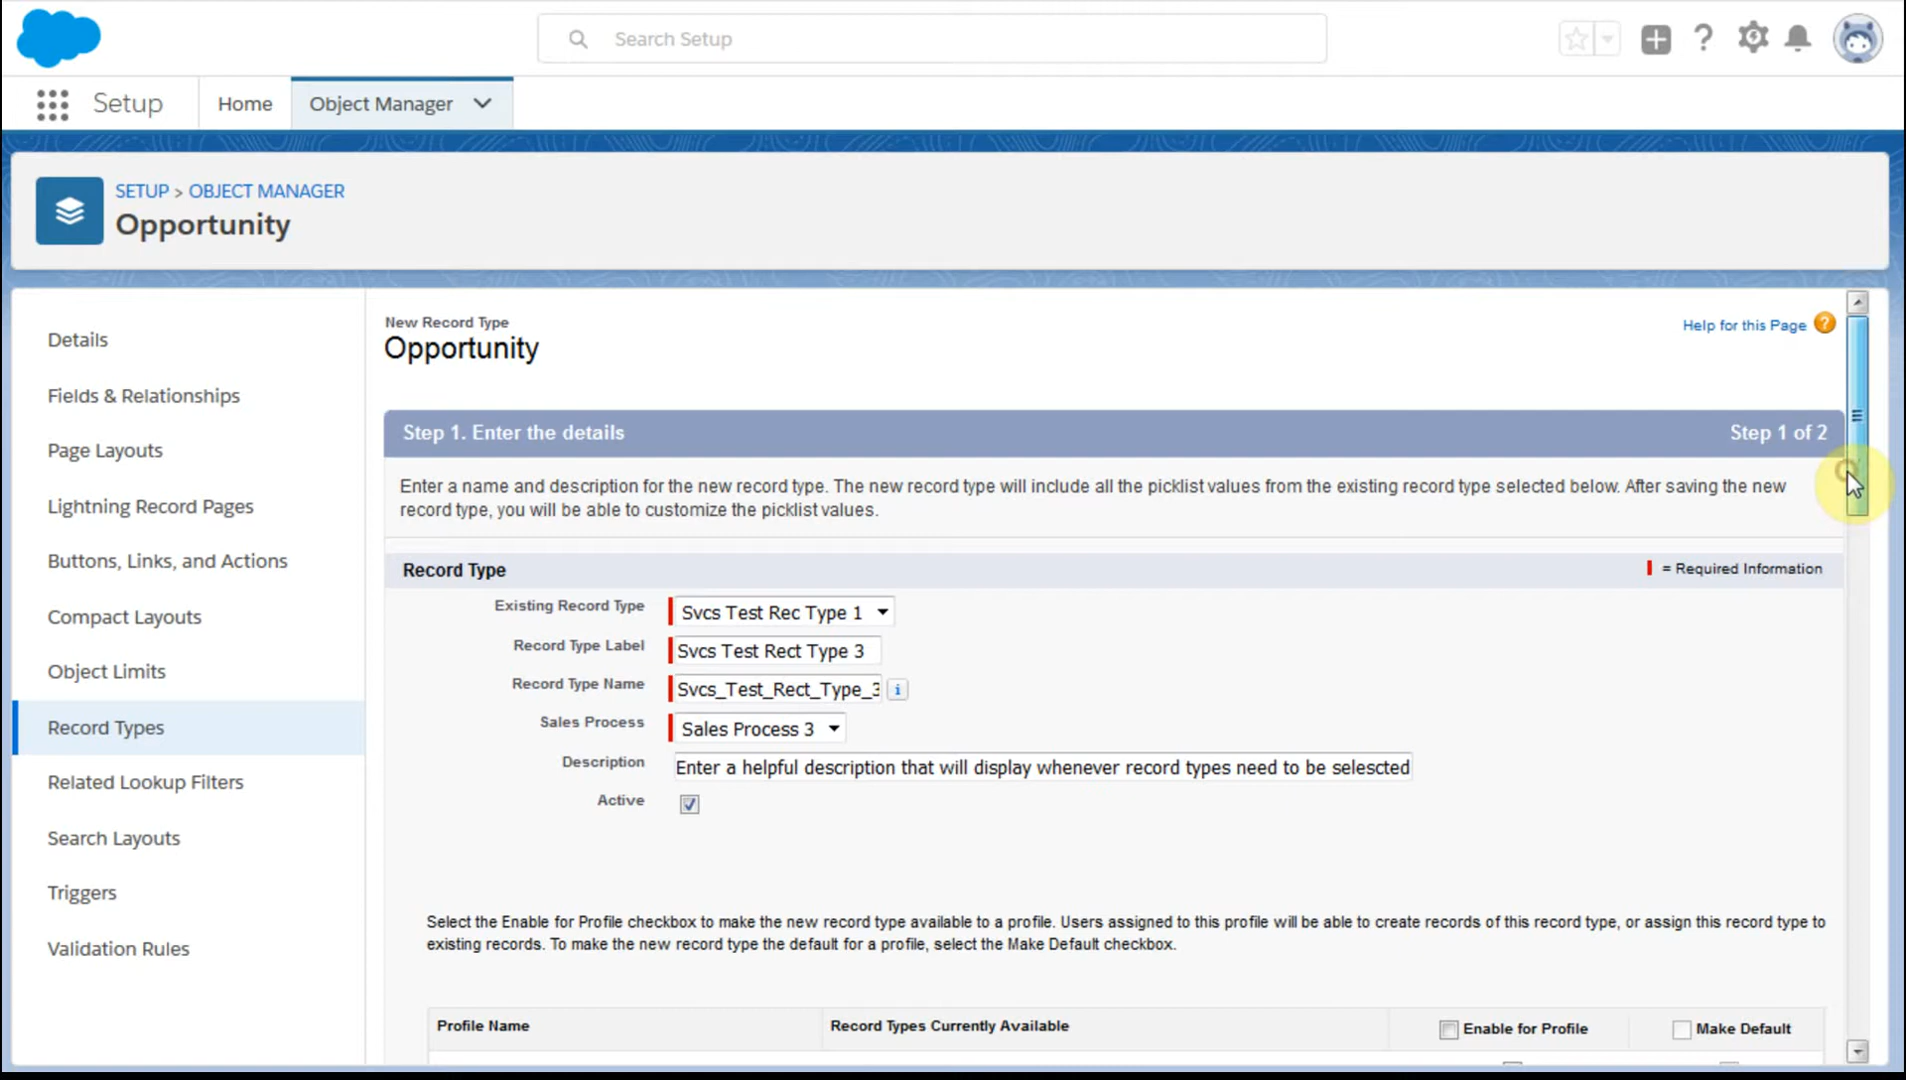 Search Setup
Setup
Home
Object Manager
SETUP > OBJECT MANAGER
Opportunity
Details
Fields & Relationships
Page Layouts
Lightning Record Pages
Buttons, Links, and Actions
Compact Layouts
Object Limits
Record Types
Related Lookup Filters
Search Layouts
Triggers
Validation Rules
New Record Type
Opportunity
Help for this Page ?
Step 1. Enter the details
Step 1 of 2
Enter a name and description for the new record type. The new record type will include all the picklist values from the existing record type selected below. After saving the new
record type, you will be able to customize the picklist values.
Record Type
= Required Information
Existing Record Type
Svcs Test Rec Type 1
Record Type Label
Svcs Test Rect Type 3
Record Type Name
Svcs_Test_Rect_Type_3
i
Sales Process
Sales Process 3
Description
Enter a helpful description that will display whenever record types need to be selescted
Active
Select the Enable for Profile checkbox to make the new record type available to a profile. Users assigned to this profile will be able to create records of this record type, or assign this record type to
existing records. To make the new record type the default for a profile, select the Make Default checkbox.
Profile Name
Record Types Currently Available
Enable for Profile
Make Default